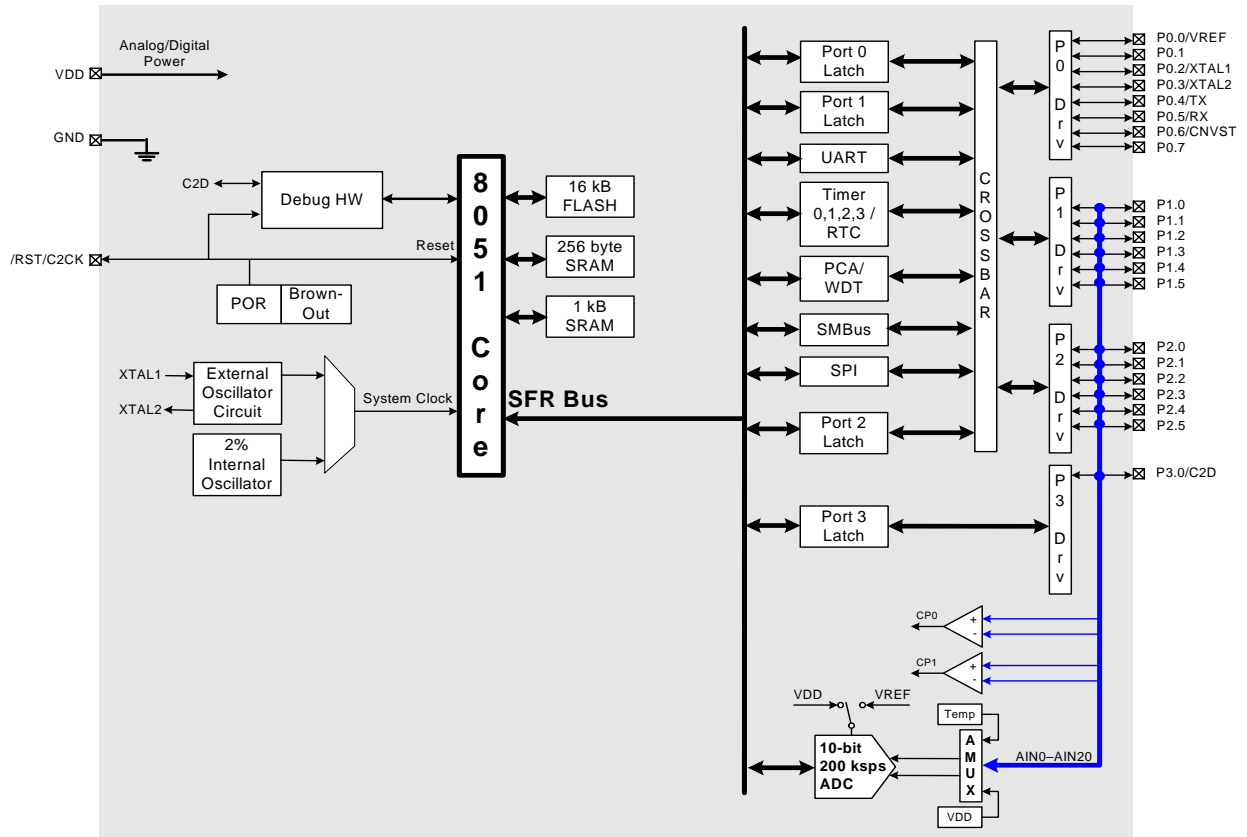 Analog/Digital
Power
VDD
GND
C2D
Debug HW
/RST/C2CK
Reset
POR
Brown-
Out
XTAL1
XTAL2
External
Oscillator
Circuit
2%
Internal
Oscillator
System Clock
8051 Core
16 kB
FLASH
256 byte
SRAM
1 kB
SRAM
SFR Bus
Port 0
Latch
Port 1
Latch
UART
Timer
0,1,2,3 /
RTC
PCA/
WDT
SMBus
SPI
Port 2
Latch
Port 3
Latch
CROSSBAR
P0 Drv
P0.0/VREF
P0.1
P0.2/XTAL1
P0.3/XTAL2
P0.4/TX
P0.5/RX
P0.6/CNVST
P0.7
P1 Drv
P1.0
P1.1
P1.2
P1.3
P1.4
P1.5
P2 Drv
P2.0
P2.1
P2.2
P2.3
P2.4
P2.5
P3 Drv
P3.0/C2D
CP0
+
-
CP1
+
-
VDD
VREF
Temp
10-bit
200 ksps
ADC
AMUX
AIN0–AIN20
VDD